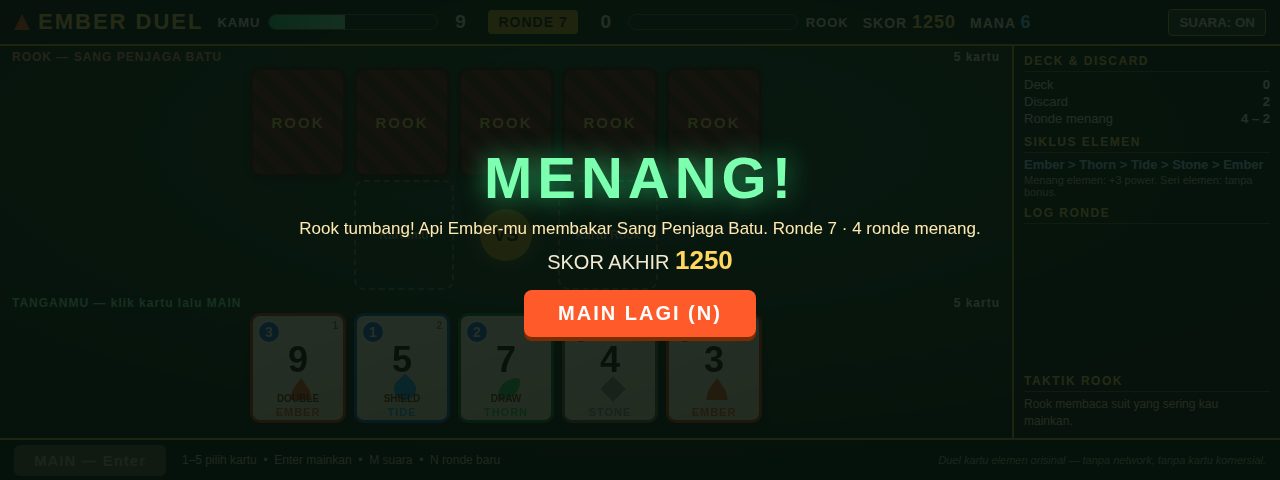 EMBER DUEL KAMU 9 RONDE 7 0 ROOK SKOR 1250 MANA 6 SUARA: ON
ROOK — SANG PENJAGA BATU 5 kartu
ROOK ROOK ROOK ROOK ROOK
MENANG!
Rook tumbang! Api Ember-mu membakar Sang Penjaga Batu. Ronde 7 · 4 ronde menang.
VS
SKOR AKHIR 1250
MAIN LAGI (N)
TANGANMU — klik kartu lalu MAIN 5 kartu
3 1 9 DOUBLE EMBER
1 2 5 SHIELD TIDE
2 7 DRAW THORN
4 STONE
3 EMBER
DECK & DISCARD
Deck 0
Discard 2
Ronde menang 4 – 2
SIKLUS ELEMEN
Ember > Thorn > Tide > Stone > Ember
Menang elemen: +3 power. Seri elemen: tanpa
bonus.
LOG RONDE
TAKTIK ROOK
Rook membaca suit yang sering kau
mainkan.
MAIN — Enter 1–5 pilih kartu • Enter mainkan • M suara • N ronde baru
Duel kartu elemen orisinal — tanpa network, tanpa kartu komersial.